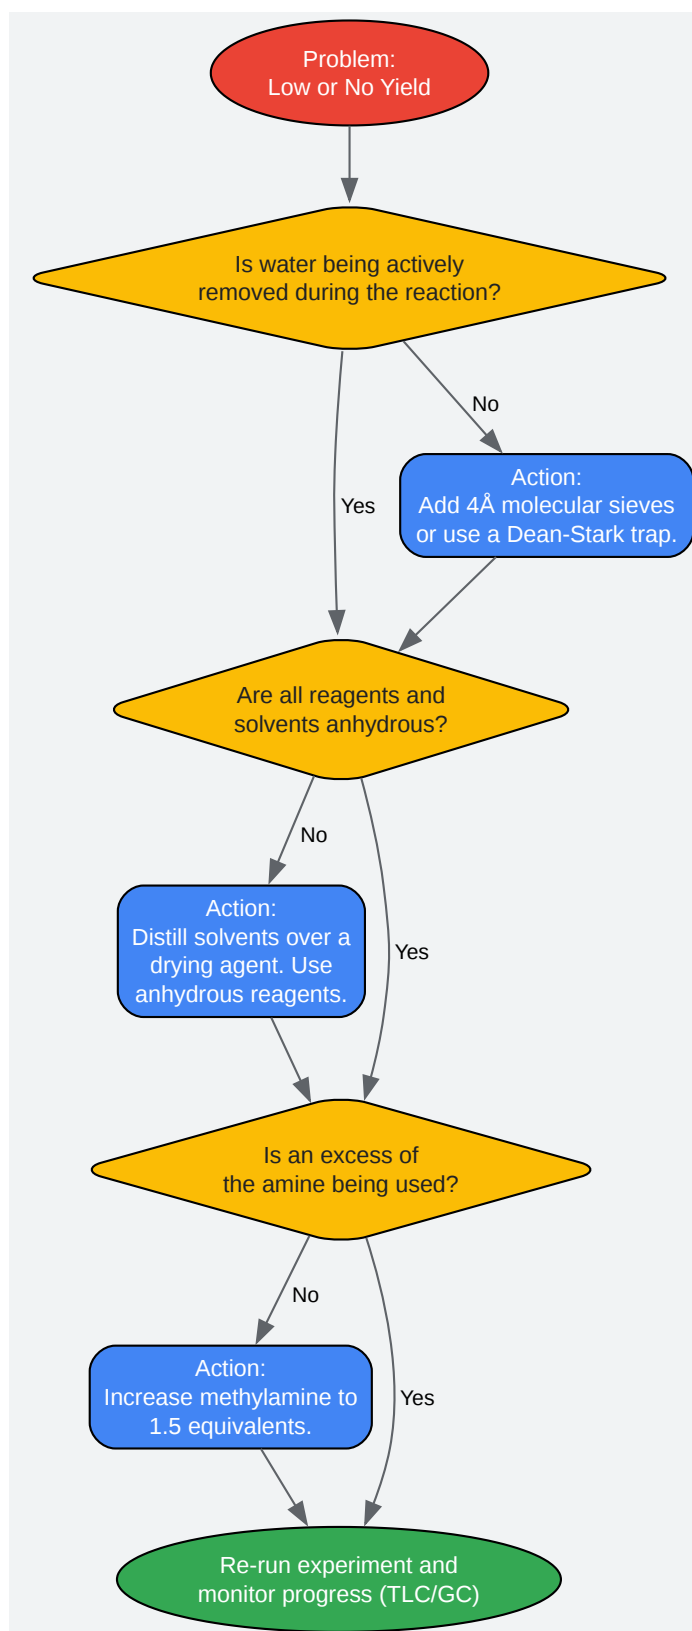 Problem:
Low or No Yield
Is water being actively
removed during the reaction?
No
Yes
Action:
Add 4Å molecular sieves
or use a Dean-Stark trap.
Are all reagents and
solvents anhydrous?
No
Yes
Action:
Distill solvents over a
drying agent. Use
anhydrous reagents.
Is an excess of
the amine being used?
No
Yes
Action:
Increase methylamine to
1.5 equivalents.
Re-run experiment and
monitor progress (TLC/GC)